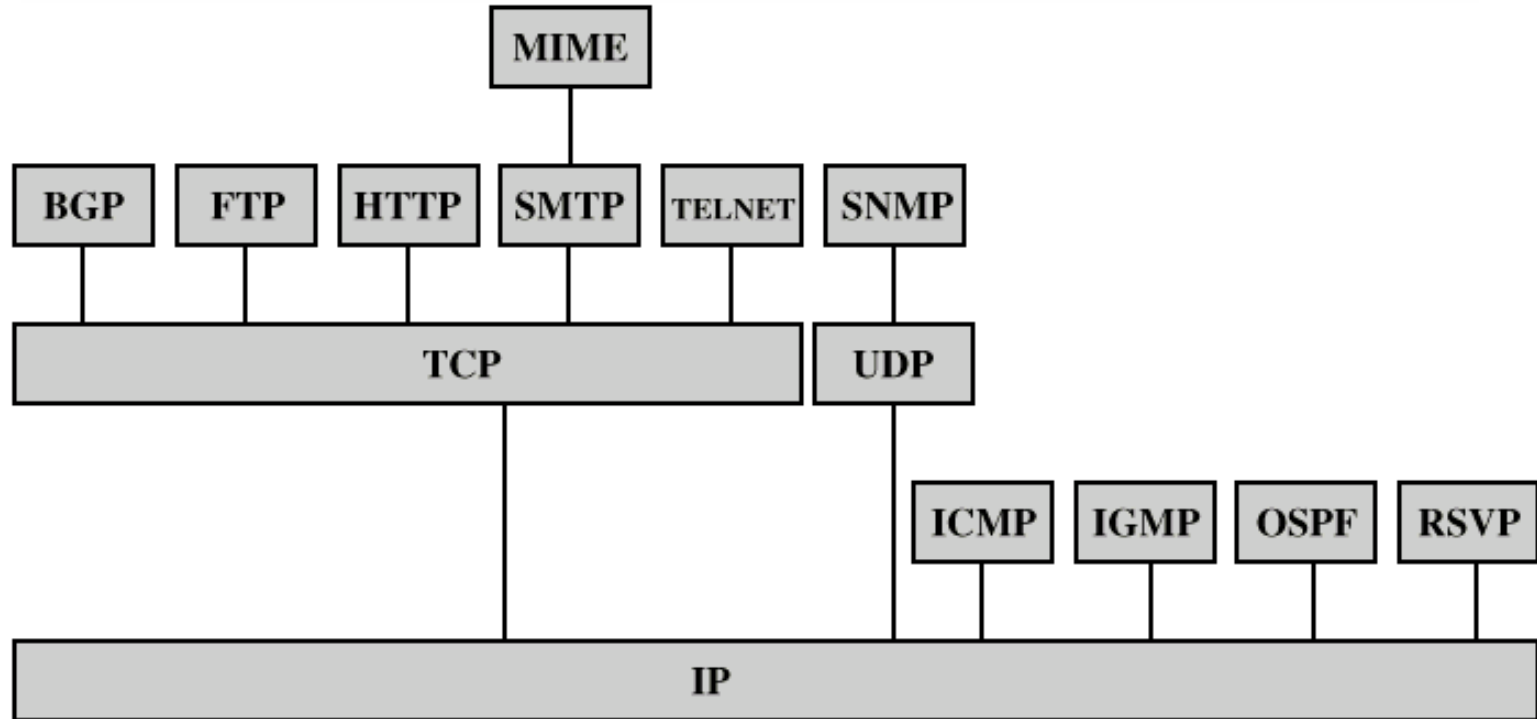 MIME
BGP FTP HTTP SMTP TELNET SNMP
TCP UDP
ICMP IGMP OSPF RSVP
IP